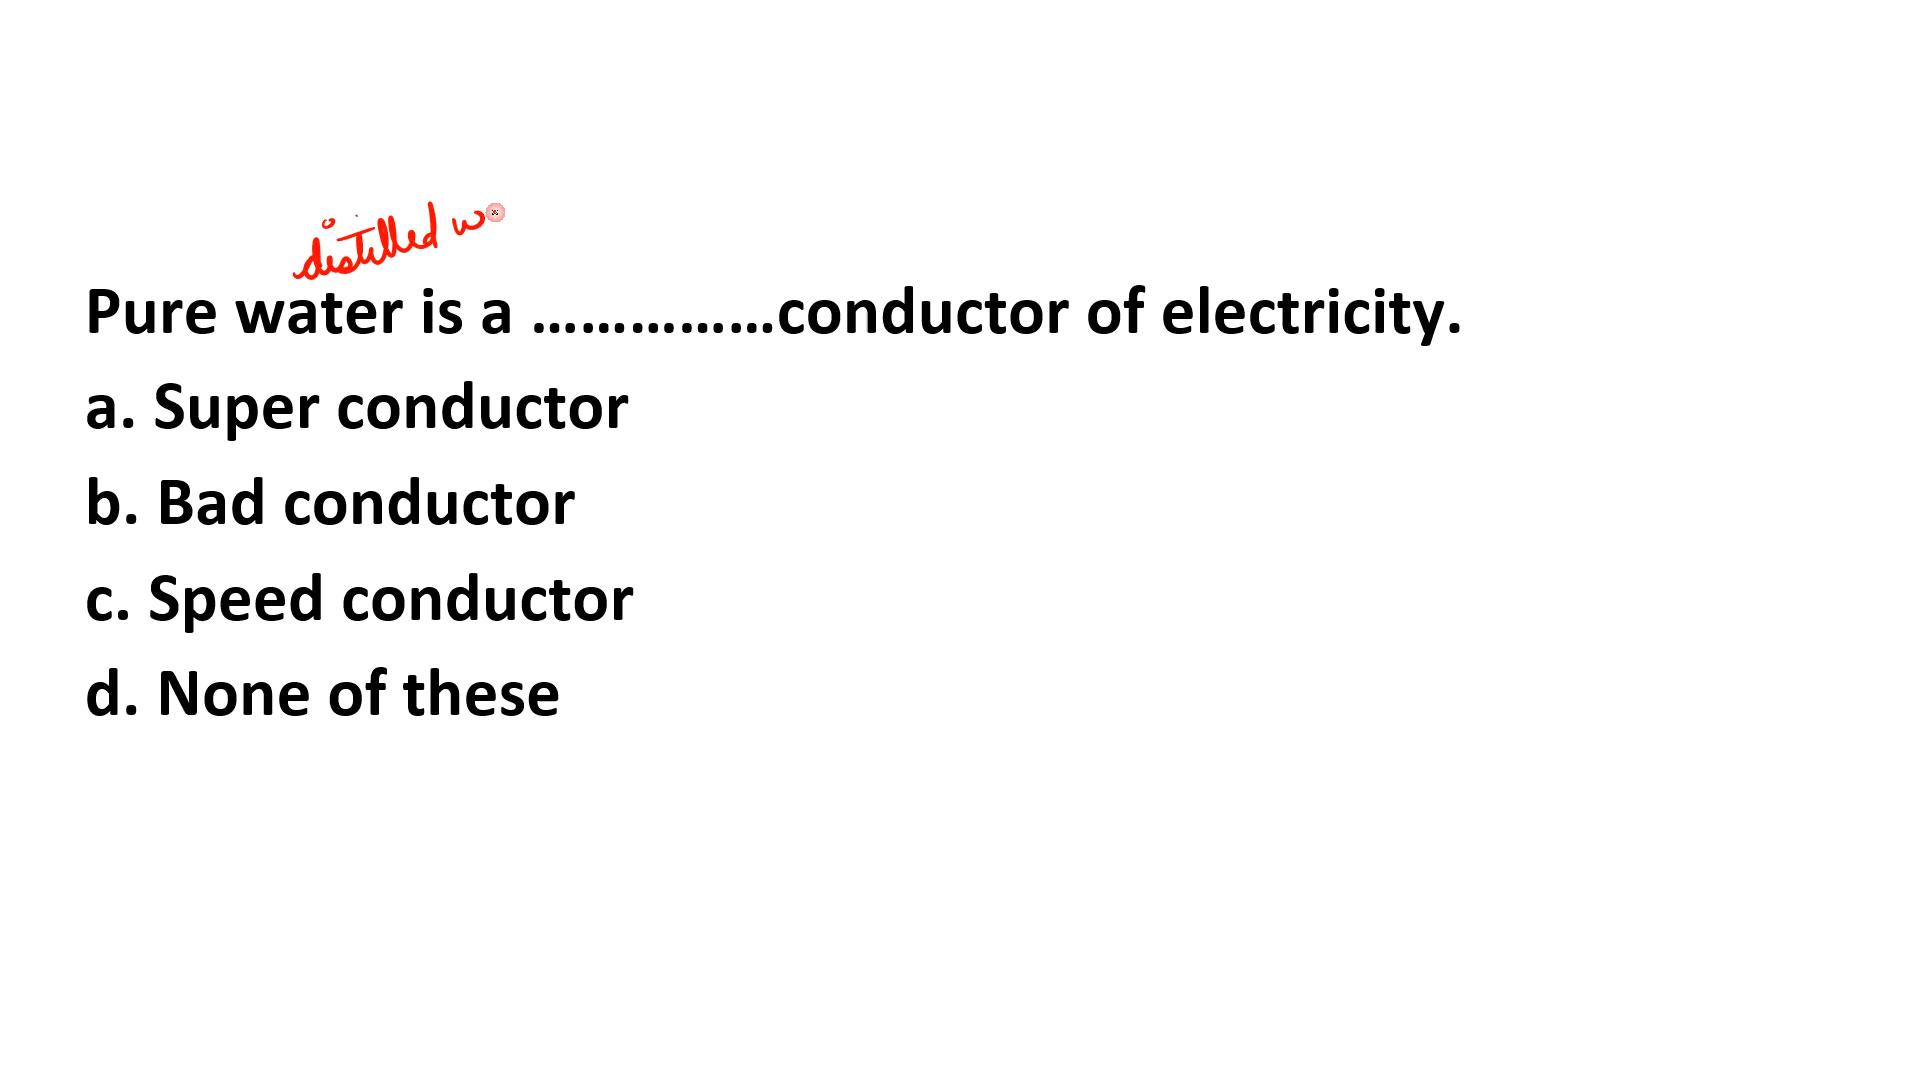 distilled w
Pure water is a ……………conductor of electricity.
a. Super conductor
b. Bad conductor
c. Speed conductor
d. None of these